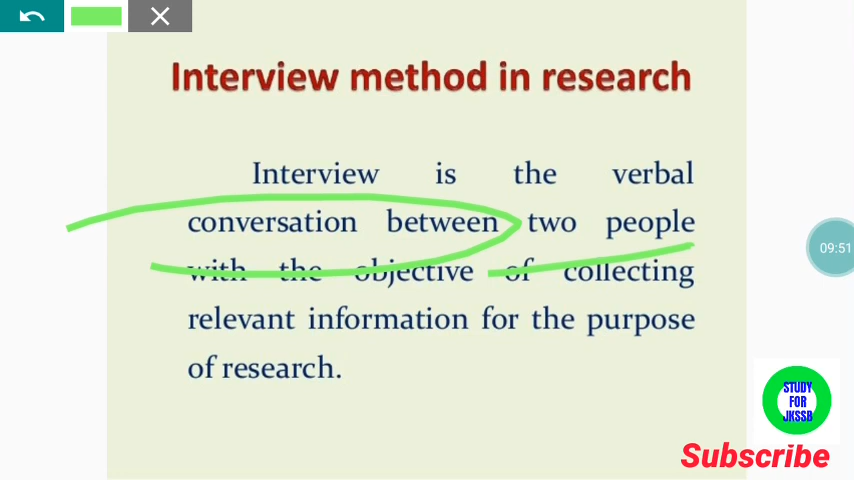 Interview method in research
Interview is the verbal
conversation between two people
with the objective of collecting
relevant information for the purpose
of research.
09:51
STUDY
FOR
JKSSB
Subscribe